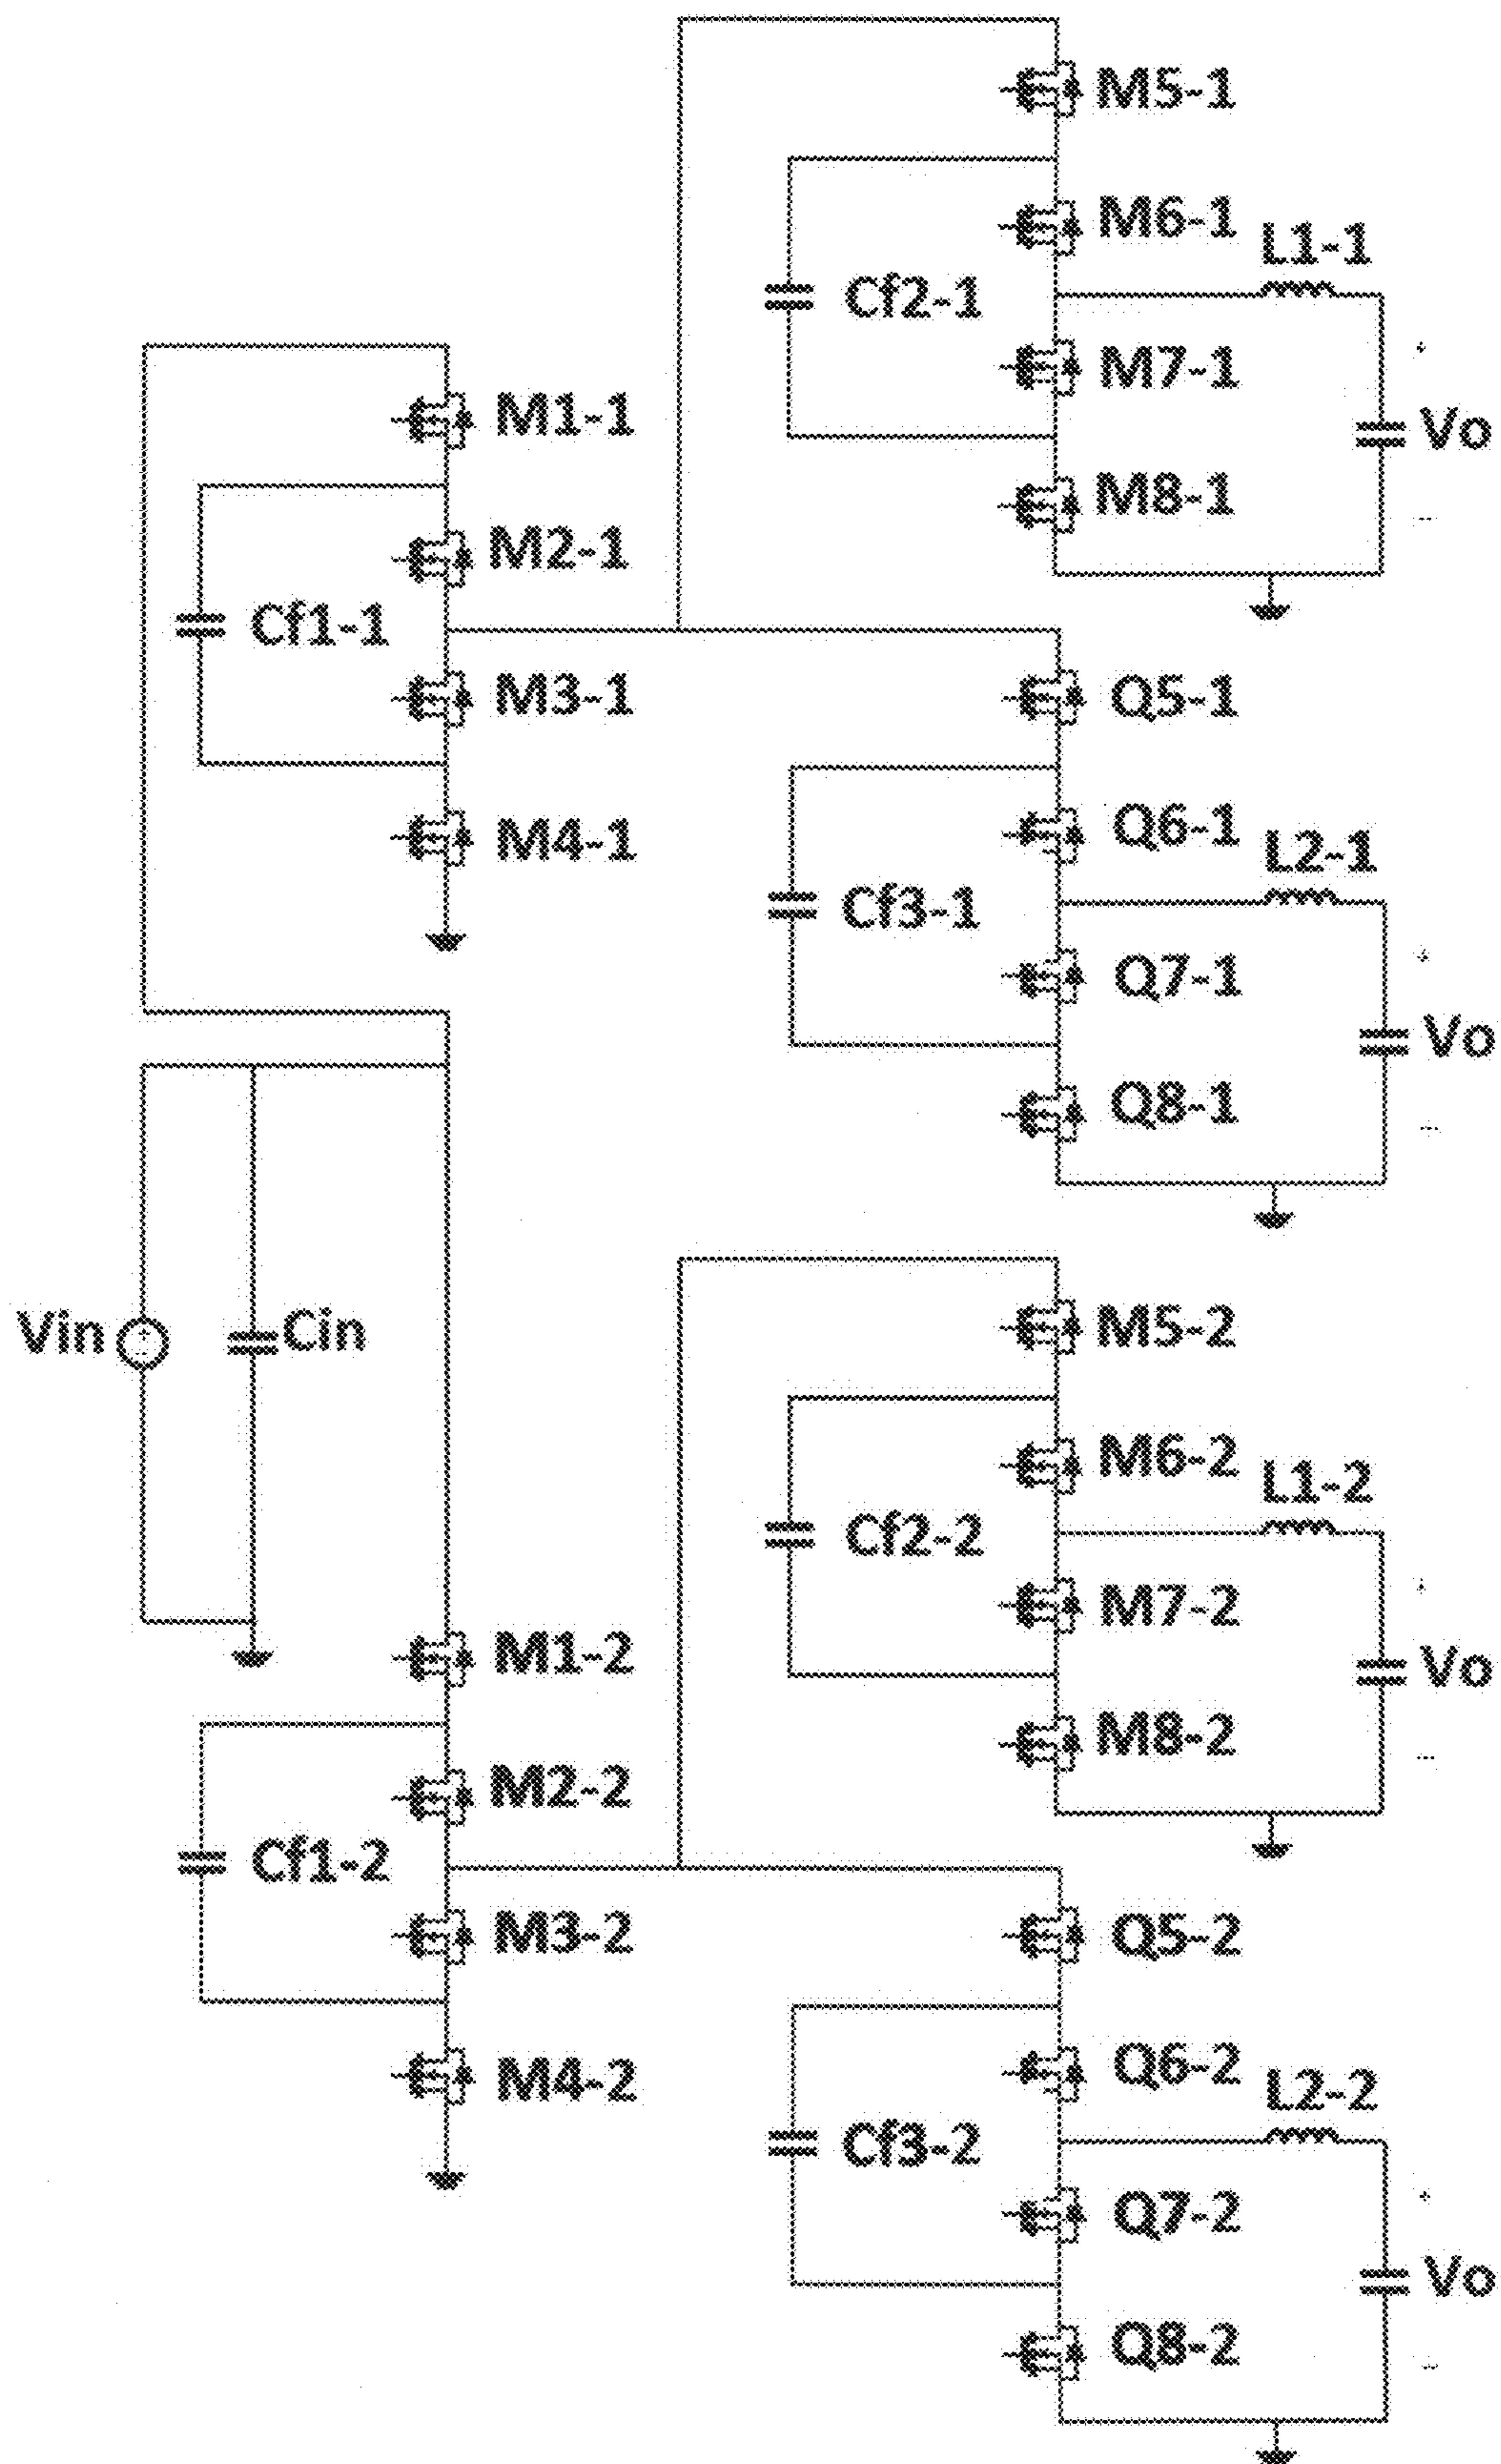 M5-1
M6-1
L1-1
Cf2-1
M7-1
Vo
M8-1
M1-1
M2-1
Cf1-1
M3-1
M4-1
Q5-1
Q6-1
L2-1
Cf3-1
Q7-1
Vo
Q8-1
Vin
Cin
M5-2
M6-2
L1-2
Cf2-2
M7-2
Vo
M8-2
M1-2
M2-2
Cf1-2
M3-2
M4-2
Q5-2
Q6-2
L2-2
Cf3-2
Q7-2
Vo
Q8-2